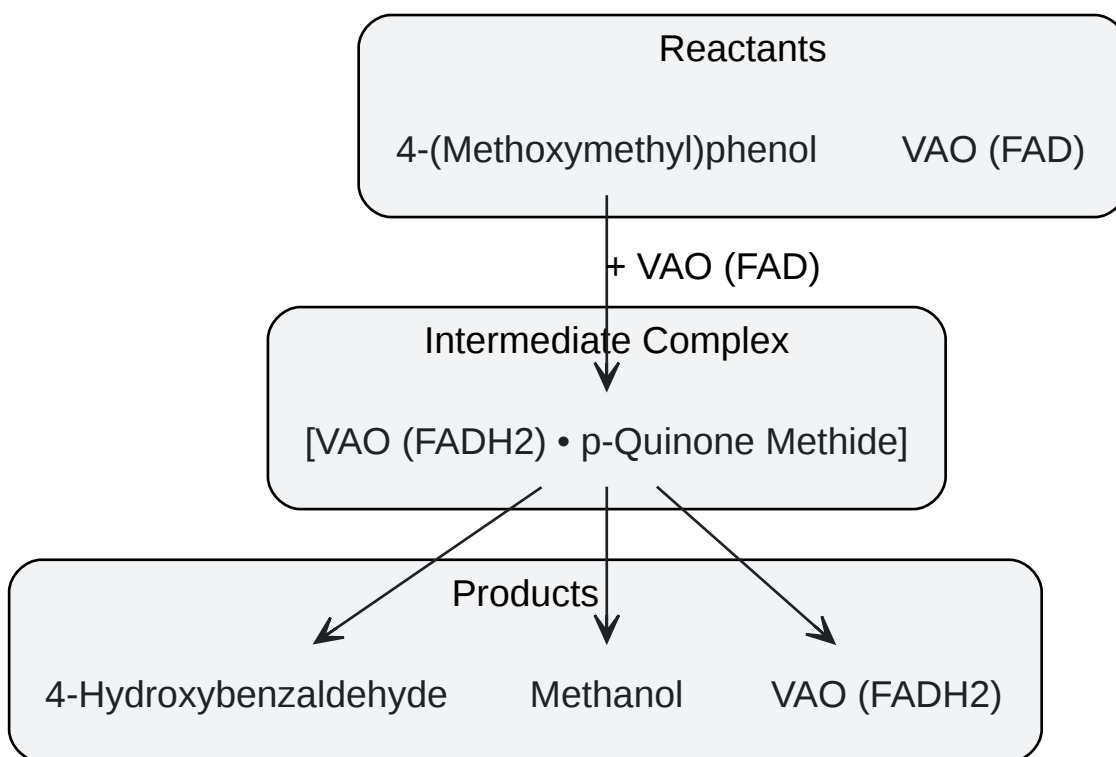 Reactants
4-(Methoxymethyl)phenol VAO (FAD)
+ VAO (FAD)
Intermediate Complex
[VAO (FADH2) • p-Quinone Methide]
Products
4-Hydroxybenzaldehyde Methanol VAO (FADH2)